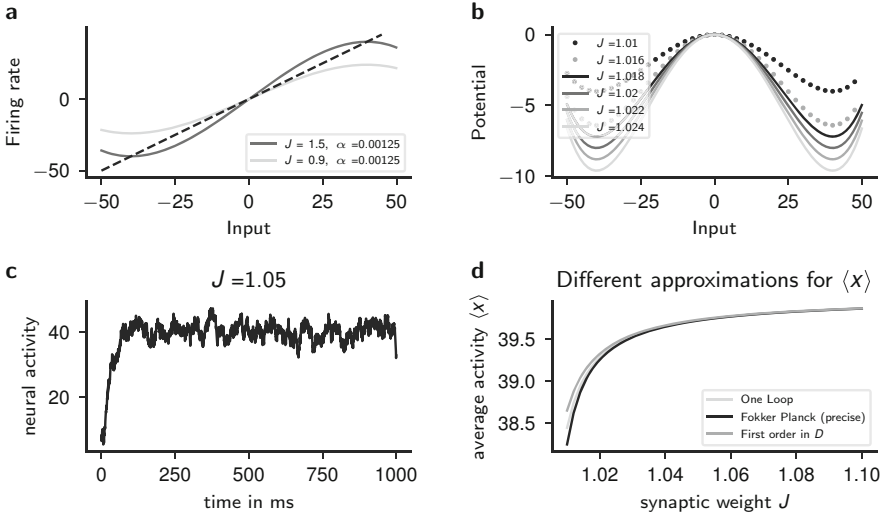 a
Firing rate
0
−50
−50
−25
0
25
50
Input
J = 1.5, α =0.00125
J = 0.9, α =0.00125
b
Potential
0
−5
−10
−50
−25
0
25
50
Input
J =1.01
J =1.016
J =1.018
J =1.02
J =1.022
J =1.024
c
J =1.05
neural activity
40
20
0
250
500
750
1000
time in ms
d
Different approximations for ⟨x⟩
average activity ⟨x⟩
39.5
39.0
38.5
1.02
1.04
1.06
1.08
1.10
synaptic weight J
One Loop
Fokker Planck (precise)
First order in D